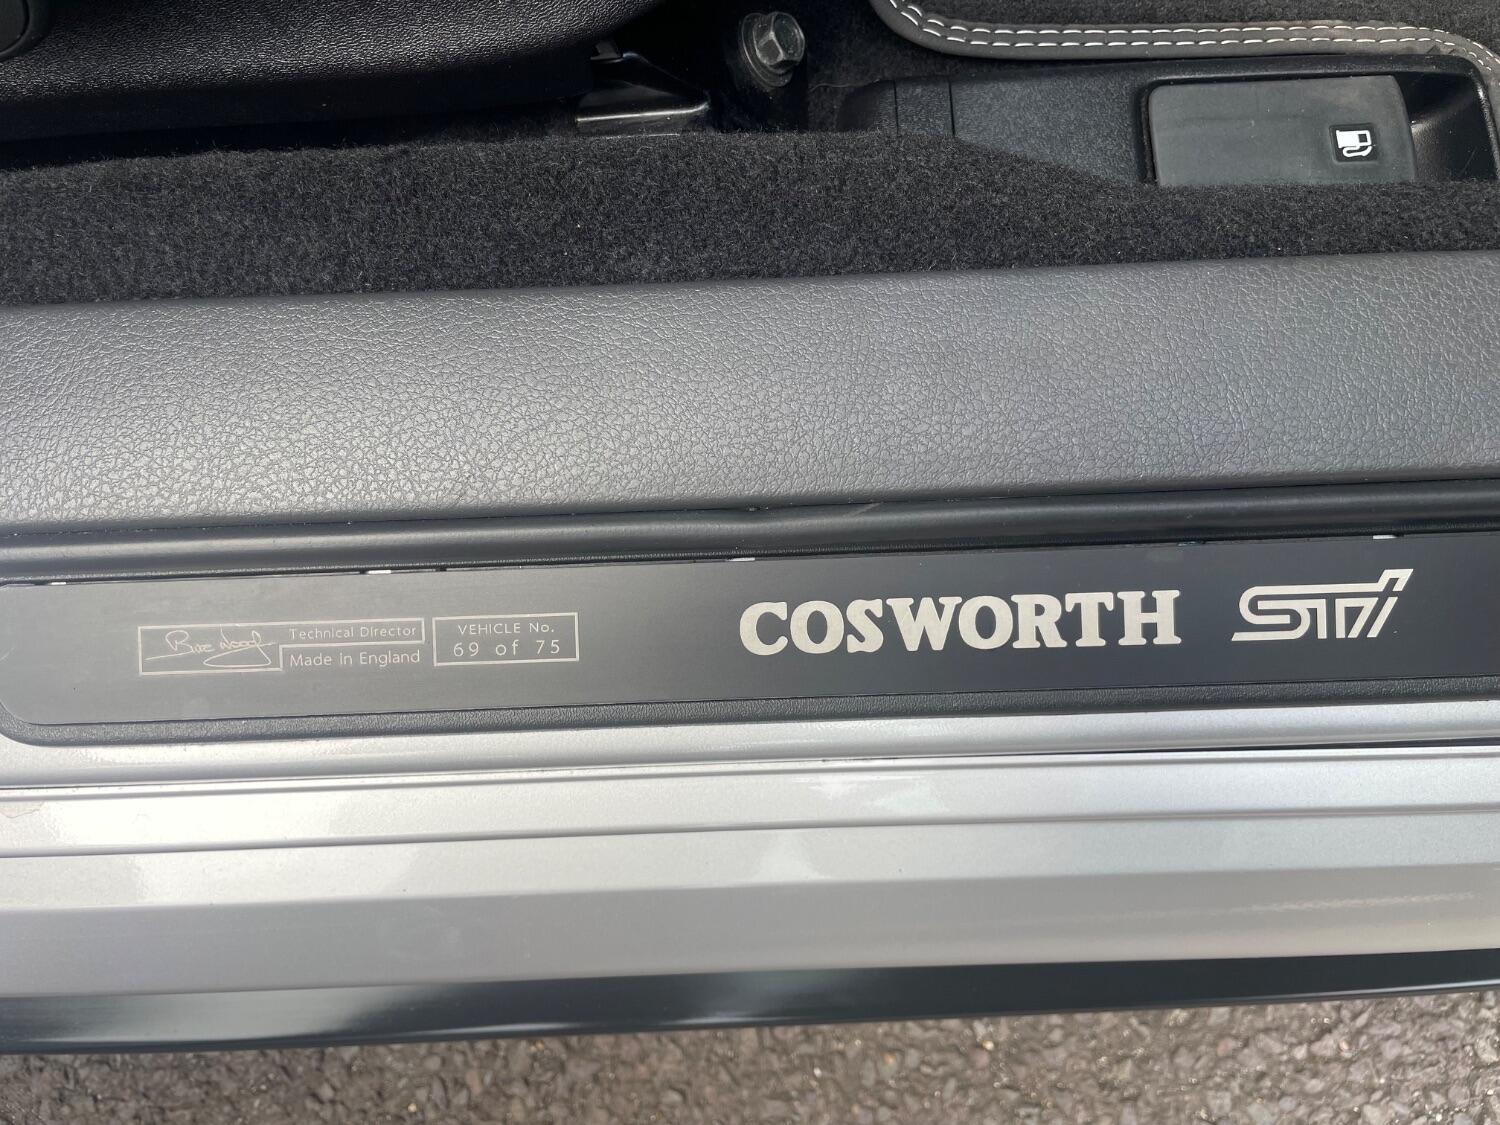 Technical Director
Made in England
VEHICLE No.
69 of 75
COSWORTH STi